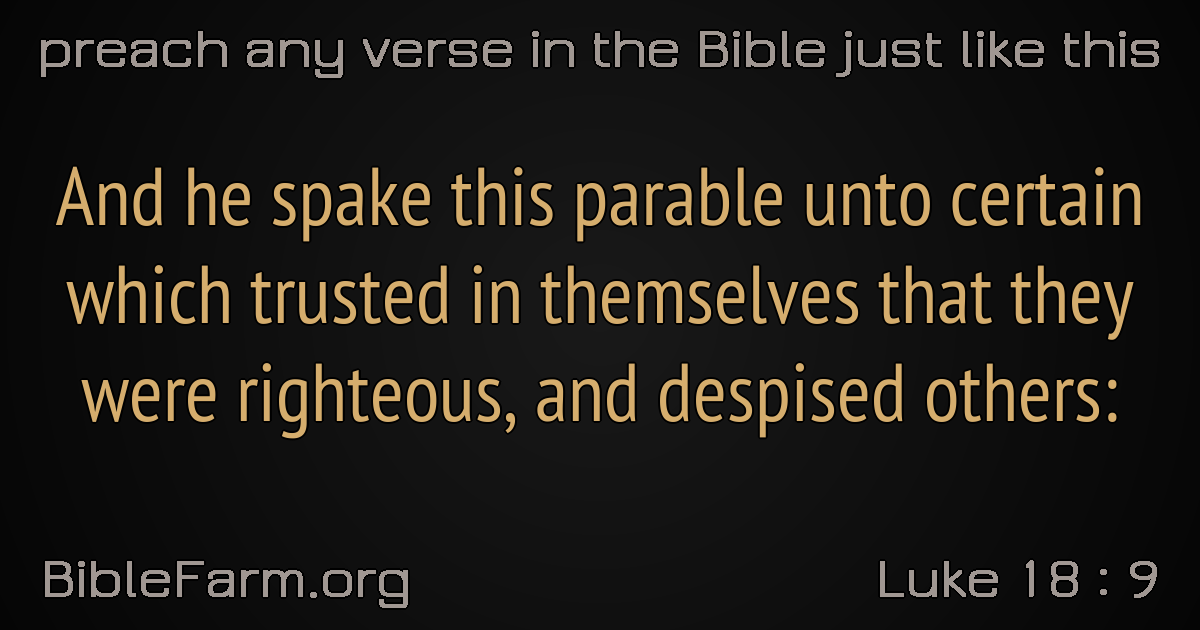 preach any verse in the Bible just like this
And he spake this parable unto certain
which trusted in themselves that they
were righteous, and despised others:
BibleFarm.org
Luke 18 : 9